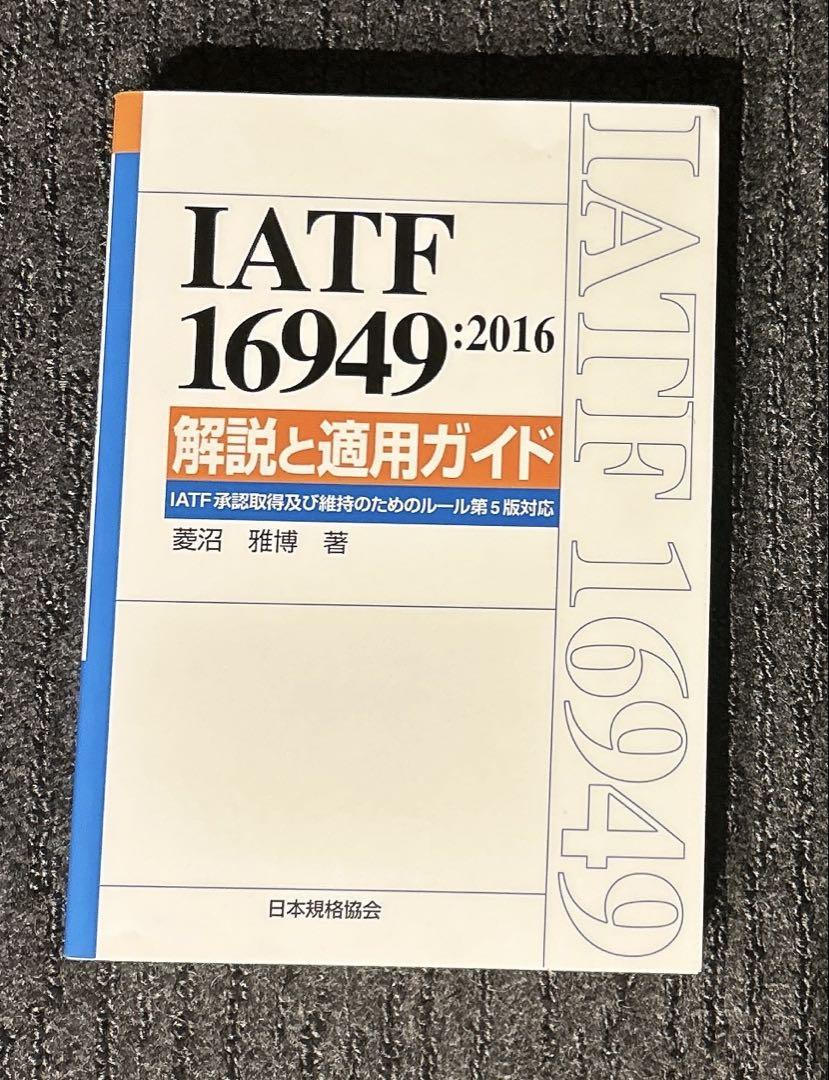 IATF
16949:2016
解説と適用ガイド
IATF承認取得及び維持のためのルール第5版対応
菱沼 雅博 著
日本規格協会
IATF 16949